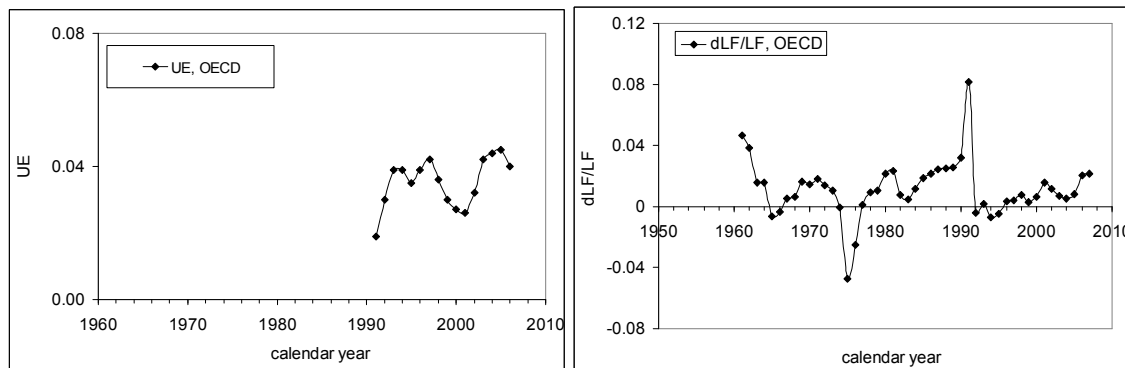 0.08
0.04
0.00
UE
UE, OECD
1960 1970 1980 1990 2000 2010
calendar year
0.12
0.08
0.04
0
-0.04
-0.08
dLF/LF
dLF/LF, OECD
1950 1960 1970 1980 1990 2000 2010
calendar year